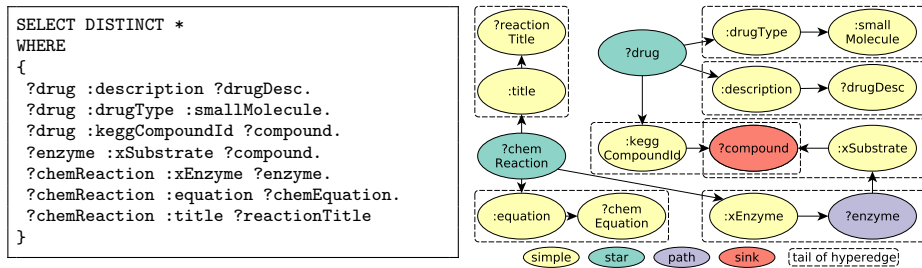 SELECT DISTINCT *
WHERE
{
?drug :description ?drugDesc.
?drug :drugType :smallMolecule.
?drug :keggCompoundId ?compound.
?enzyme :xSubstrate ?compound.
?chemReaction :xEnzyme ?enzyme.
?chemReaction :equation ?chemEquation.
?chemReaction :title ?reactionTitle
}
?reaction
Title
:title
?chem
Reaction
:equation
?chem
Equation
?drug
:drugType
:small
Molecule
:description
?drugDesc
:kegg
CompoundId
?compound
:xSubstrate
:xEnzyme
?enzyme
simple
star
path
sink
tail of hyperedge